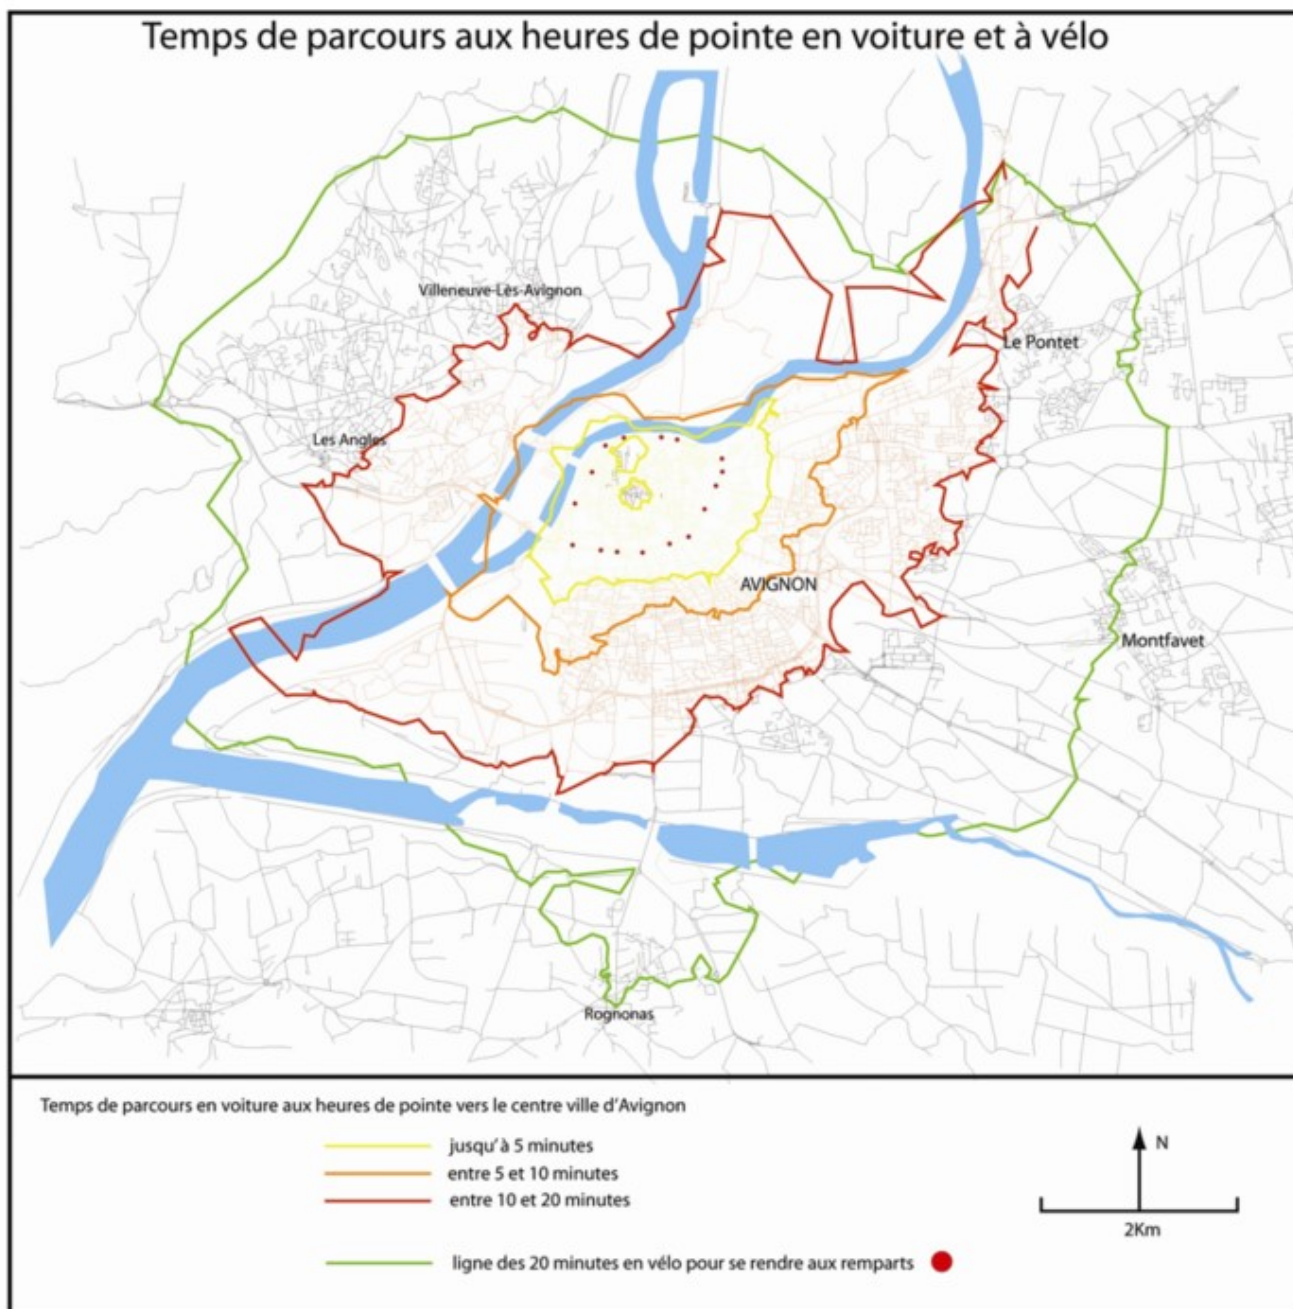 Temps de parcours aux heures de pointe en voiture et à vélo
Villeneuve-Lès-Avignon
Le Pontet
Les Angles
AVIGNON
Montfavet
Rognonas
Temps de parcours en voiture aux heures de pointe vers le centre ville d'Avignon
jusqu'à 5 minutes
entre 5 et 10 minutes
entre 10 et 20 minutes
N
2Km
ligne des 20 minutes en vélo pour se rendre aux remparts